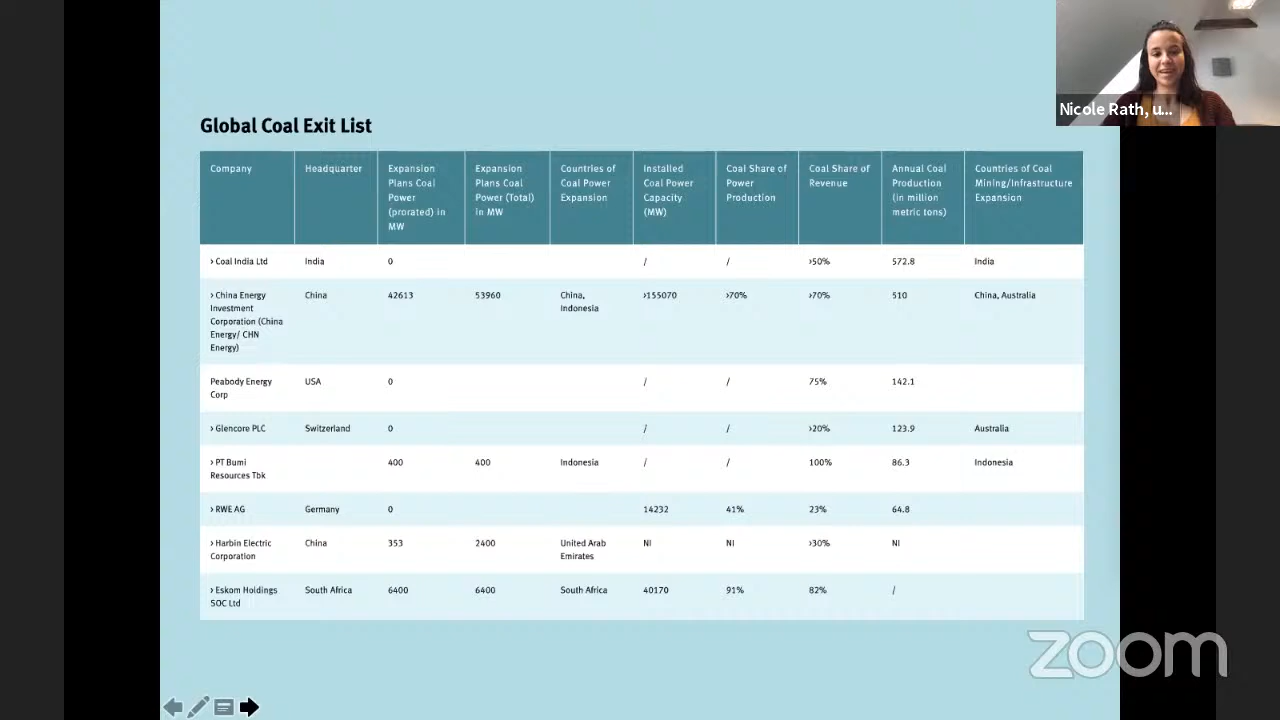 Nicole Rath, u...
Global Coal Exit List
Company
Headquarter
Expansion
Plans Coal
Power
(prorated) in
MW
Expansion
Plans Coal
Power (Total)
in MW
Countries of
Coal Power
Expansion
Installed
Coal Power
Capacity
(MW)
Coal Share of
Power
Production
Coal Share of
Revenue
Annual Coal
Production
(in million
metric tons)
Countries of Coal
Mining/Infrastructure
Expansion
› Coal India Ltd
India
0
/
/
>50%
572.8
India
› China Energy
Investment
Corporation (China
Energy/ CHN
Energy)
China
42613
53960
China,
Indonesia
>155070
>70%
>70%
510
China, Australia
Peabody Energy
Corp
USA
0
/
/
75%
142.1
› Glencore PLC
Switzerland
0
/
/
>20%
123.9
Australia
› PT Bumi
Resources Tbk
400
400
Indonesia
/
/
100%
86.3
Indonesia
› RWE AG
Germany
0
14232
41%
23%
64.8
› Harbin Electric
Corporation
China
353
2400
United Arab
Emirates
NI
NI
>30%
NI
› Eskom Holdings
SOC Ltd
South Africa
6400
6400
South Africa
40170
91%
82%
/
zoom